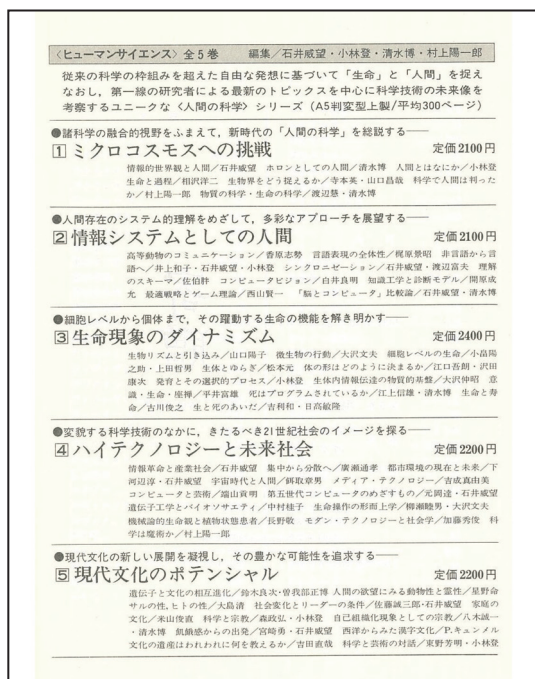 〈ヒューマンサイエンス〉全5巻　編集／石井威望・小林登・清水博・村上陽一郎
従来の科学の枠組みを超えた自由な発想に基づいて「生命」と「人間」を捉え
なおし，第一線の研究者による最新のトピックスを中心に科学技術の未来像を
考察するユニークな〈人間の科学〉シリーズ（A5判変型上製/平均300ページ）
●諸科学の融合的視野をふまえて，新時代の「人間の科学」を総説する──
1 ミクロコスモスへの挑戦　定価2100円
情報的世界観と人間／石井威望　ホロンとしての人間／清水博　人間とはなにか／小林登
生命と過程／相沢洋二　生物界をどう捉えるか／寺本英・山口昌哉　科学で人間は判った
か／村上陽一郎　物質の科学・生命の科学／渡辺慧・清水博
●人間存在のシステム的理解をめざして，多彩なアプローチを展望する──
2 情報システムとしての人間　定価2100円
高等動物のコミュニケーション／香原志勢　言語表現の全体性／梶原景昭　非言語から言
語へ／井上和子・石井威望・小林登　シンクロニゼーション／石井威望・渡辺富夫　理解
のスキーマ／佐伯胖　コンピュータビジョン／白井良明　知識工学と診断モデル／開原成
允　最適戦略とゲーム理論／西山賢一　「脳とコンピュータ」比較論／石井威望・清水博
●細胞レベルから個体まで，その躍動する生命の機能を解き明かす──
3 生命現象のダイナミズム　定価2400円
生物リズムと引き込み／山口陽子　微生物の行動／大沢文夫　細胞レベルの生命／小畠陽
之助・上田哲男　生体とゆらぎ／松本元　体の形はどのように決まるか／江口吾朗・沢田
康次　発育とその選択的プロセス／小林登　生体内情報伝達の物質的基盤／大沢仲昭　意
識・生命・座禅／平井富雄　死はプログラムされているか／江上信雄・清水博　生命と寿
命／古川俊之　生と死のあいだ／吉利和・日高敏隆
●変貌する科学技術のなかに，きたるべき21世紀社会のイメージを探る──
4 ハイテクノロジーと未来社会　定価2200円
情報革命と産業社会／石井威望　集中から分散へ／廣瀬通孝　都市環境の現在と未来／下
河辺淳・石井威望　宇宙時代と人間／餌取章男　メディア・テクノロジー／吉成真由美
コンピュータと芸術／端山貢明　第五世代コンピュータのめざすもの／元岡達・石井威望
遺伝子工学とバイオソサエティ／中村桂子　生命操作の形而上学／柳瀬睦男・大沢文夫
機械論的生命観と植物状態患者／長野敬　モダン・テクノロジーと社会学／加藤秀俊　科
学は魔術か／村上陽一郎
●現代文化の新しい展開を凝視し，その豊かな可能性を追求する──
5 現代文化のポテンシャル　定価2200円
遺伝子と文化の相互進化／鈴木良次・曽我部正博　人間の欲望にみる動物性と霊性／星野命
サルの性，ヒトの性／大島清　社会変化とリーダーの条件／佐藤誠三郎・石井威望　家庭の
文化／米山俊直　科学と宗教／森政弘・小林登　自己組織化現象としての宗教／八木誠一
・清水博　飢餓感からの出発／宮崎勇・石井威望　西洋からみた漢字文化／P.キュンメル
文化の遺産はわれわれに何を教えるか／吉田直哉　科学と芸術の対話／東野芳明・小林登